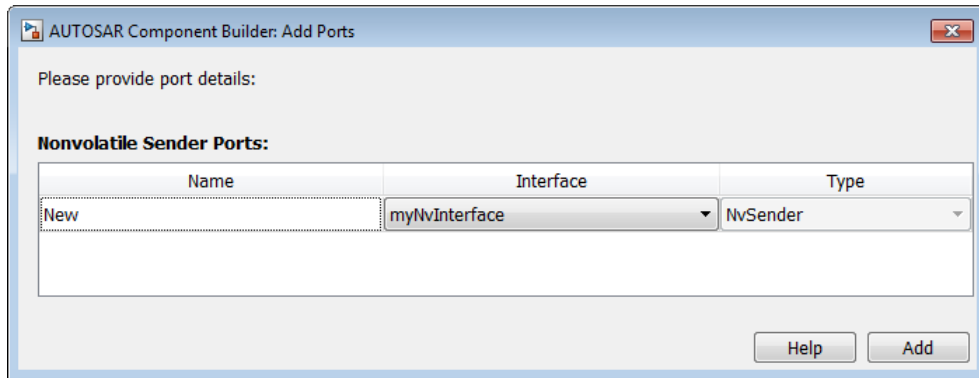 AUTOSAR Component Builder: Add Ports
Please provide port details:
Nonvolatile Sender Ports:
Name Interface Type
New myNvInterface NvSender
Help Add